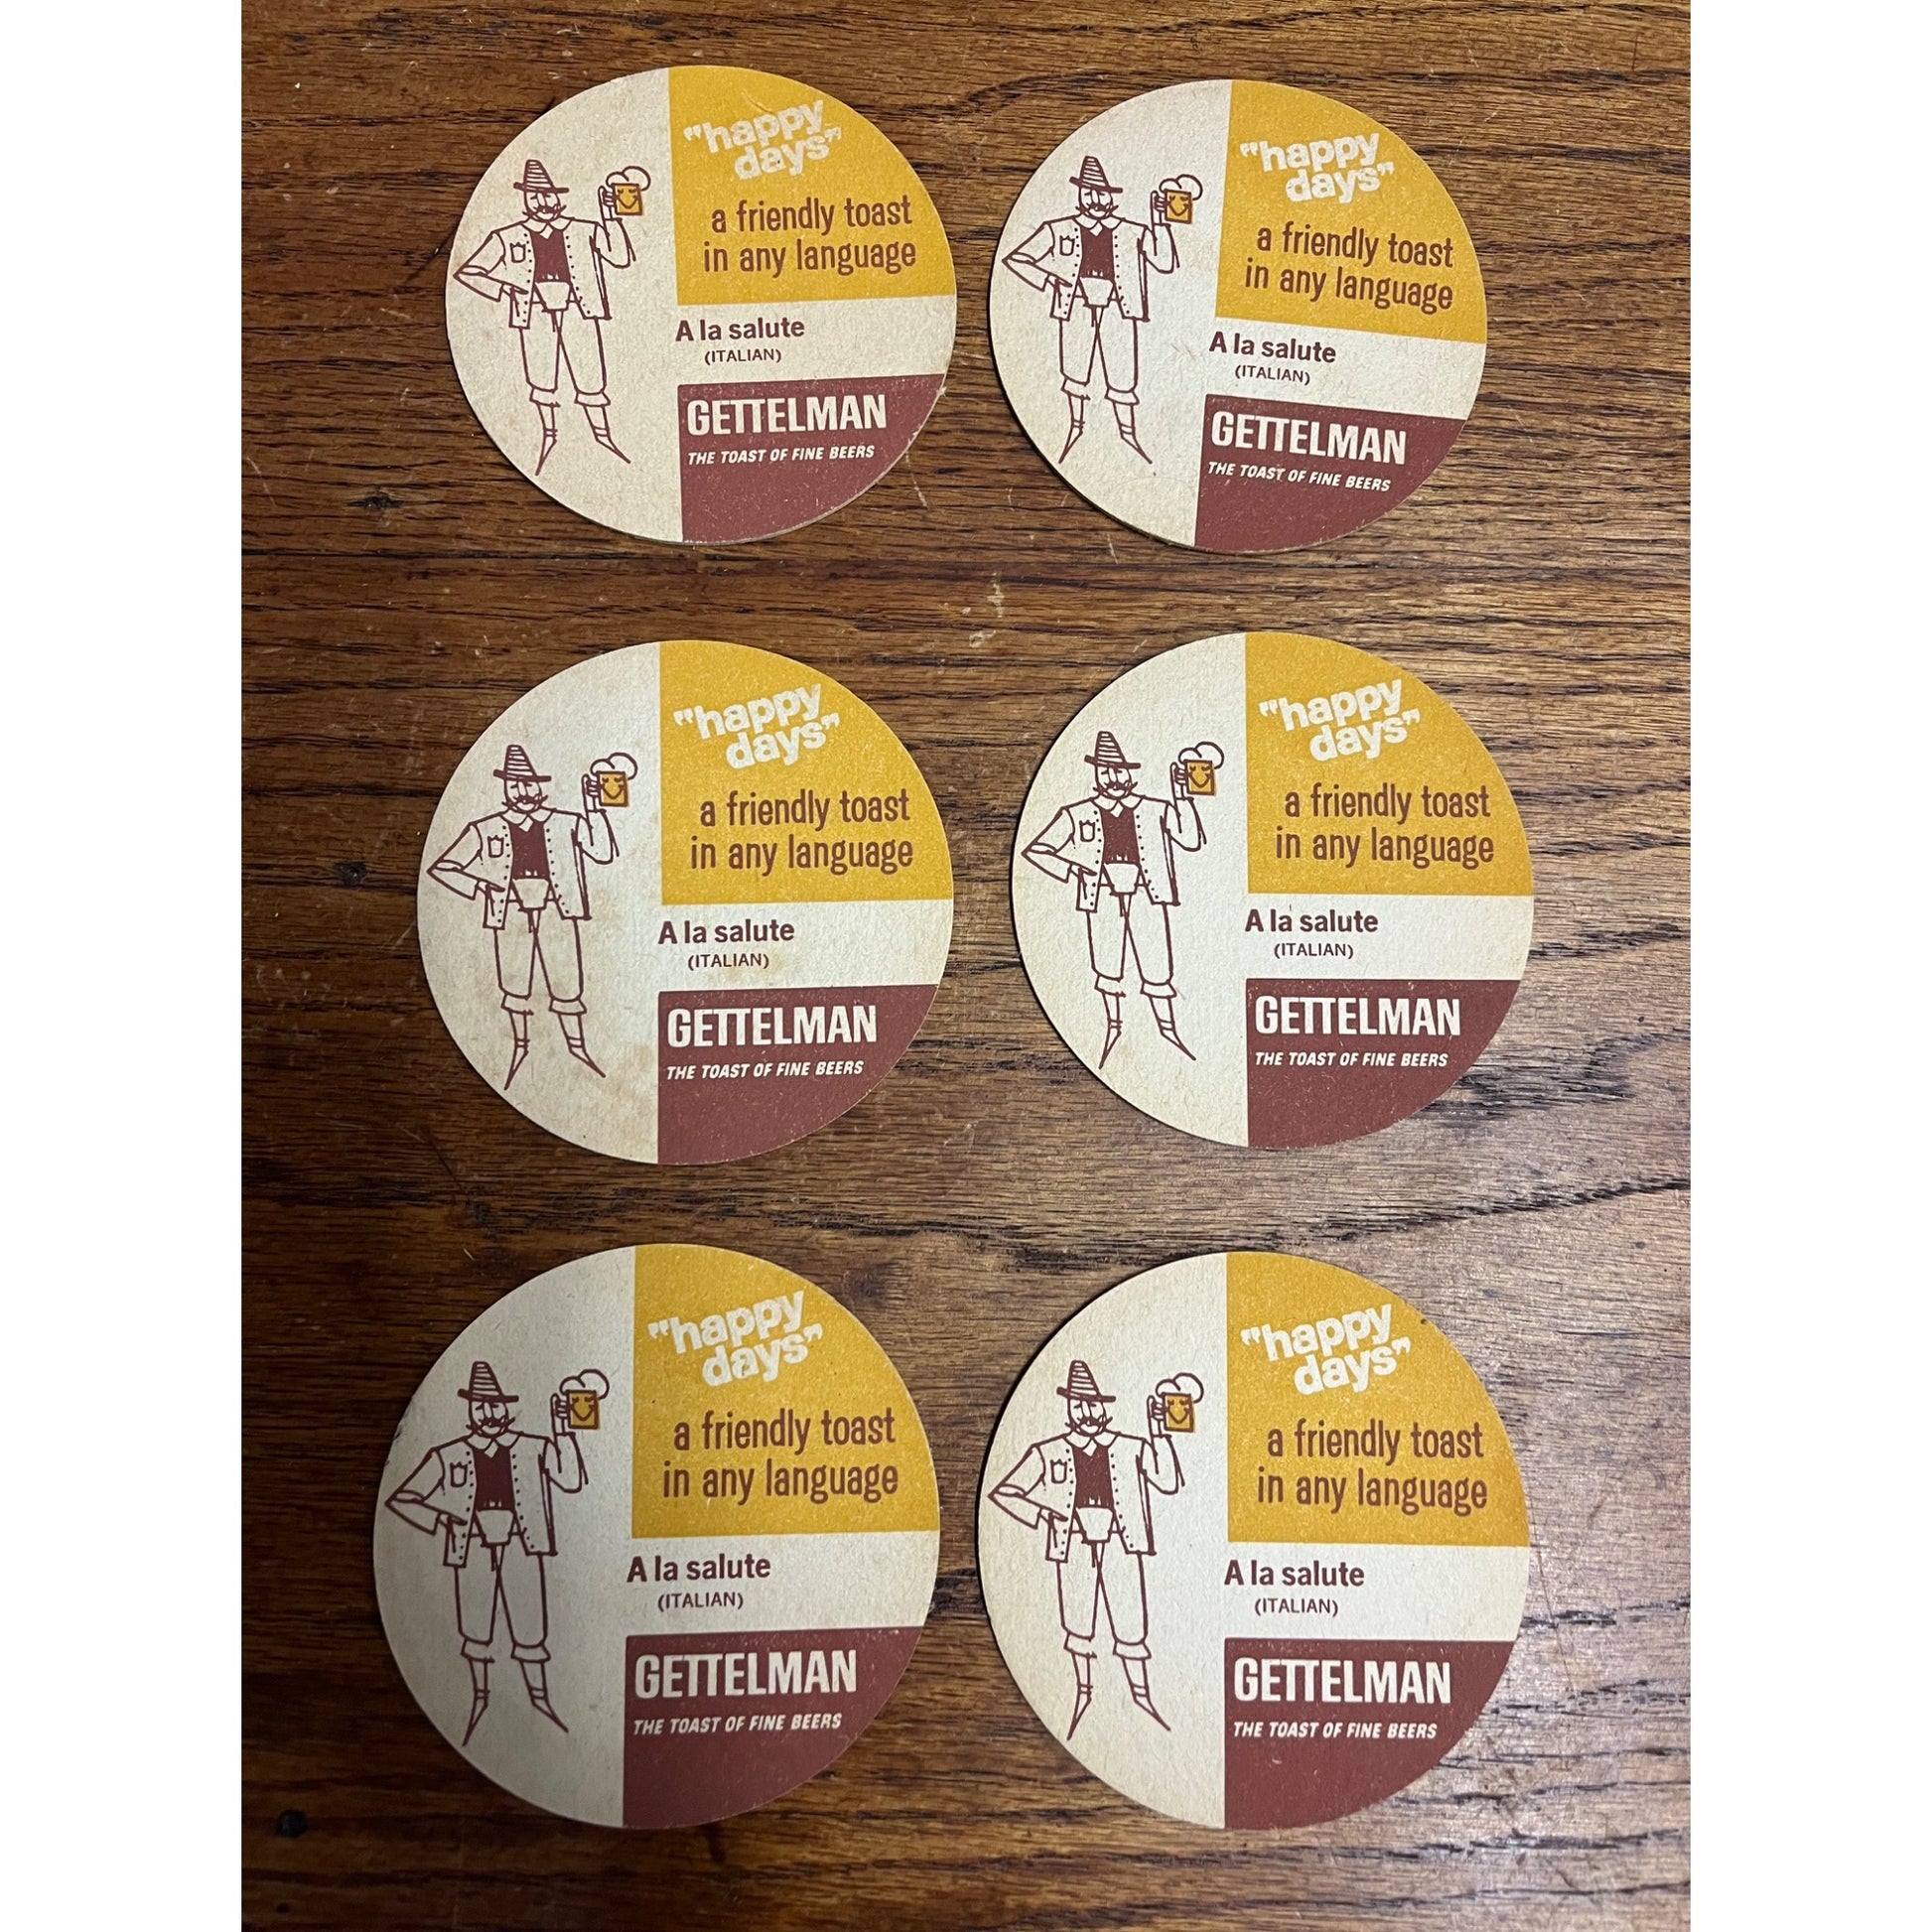 "happy
days"
a friendly toast
in any language
A la salute
(ITALIAN)
GETTELMAN
THE TOAST OF FINE BEERS
"happy
days"
a friendly toast
in any language
A la salute
(ITALIAN)
GETTELMAN
THE TOAST OF FINE BEERS
"happy
days"
a friendly toast
in any language
A la salute
(ITALIAN)
GETTELMAN
THE TOAST OF FINE BEERS
"happy
days"
a friendly toast
in any language
A la salute
(ITALIAN)
GETTELMAN
THE TOAST OF FINE BEERS
"happy
days"
a friendly toast
in any language
A la salute
(ITALIAN)
GETTELMAN
THE TOAST OF FINE BEERS
"happy
days"
a friendly toast
in any language
A la salute
(ITALIAN)
GETTELMAN
THE TOAST OF FINE BEERS